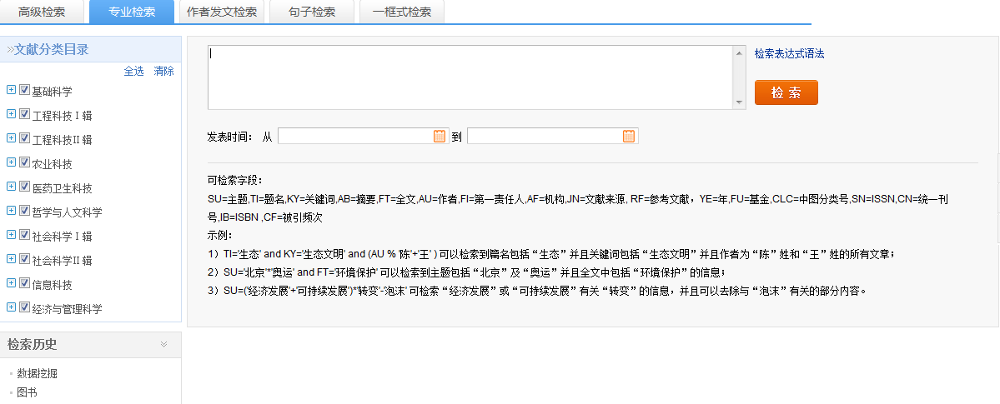 高级检索 专业检索 作者发文检索 句子检索 一框式检索
»文献分类目录
全选 清除
基础科学
工程科技Ⅰ辑
工程科技Ⅱ辑
农业科技
医药卫生科技
哲学与人文科学
社会科学Ⅰ辑
社会科学Ⅱ辑
信息科技
经济与管理科学
检索历史
数据挖掘
图书
检索表达式语法
检 索
发表时间： 从 到
可检索字段：
SU=主题,TI=题名,KY=关键词,AB=摘要,FT=全文,AU=作者,FI=第一责任人,AF=机构,JN=文献来源, RF=参考文献，YE=年,FU=基金,CLC=中图分类号,SN=ISSN,CN=统一刊
号,IB=ISBN ,CF=被引频次
示例：
1）TI='生态' and KY='生态文明' and (AU % '陈'+'王' ) 可以检索到篇名包括“生态”并且关键词包括“生态文明”并且作者为“陈”姓和“王”姓的所有文章；
2）SU='北京'*'奥运' and FT='环境保护' 可以检索到主题包括“北京”及“奥运”并且全文中包括“环境保护”的信息；
3）SU=('经济发展'+'可持续发展')*'转变'-'泡沫' 可检索“经济发展”或“可持续发展”有关“转变”的信息，并且可以去除与“泡沫”有关的部分内容。